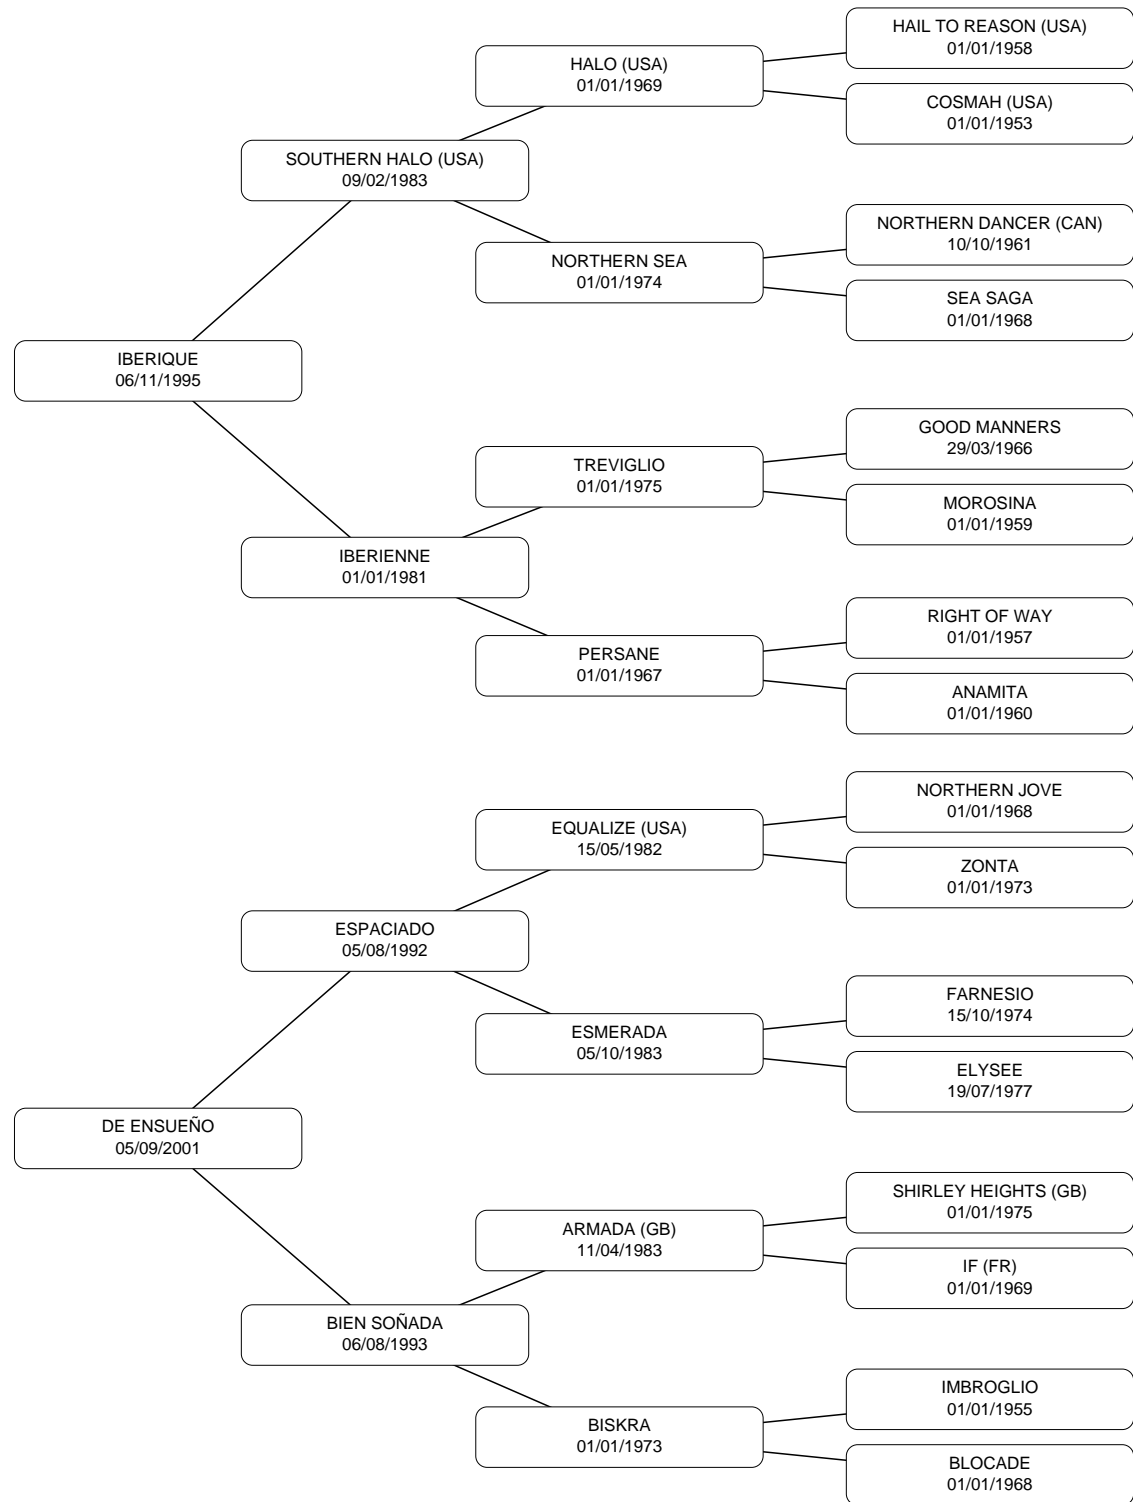 HAIL TO REASON (USA)
01/01/1958
HALO (USA)
01/01/1969
COSMAH (USA)
01/01/1953
SOUTHERN HALO (USA)
09/02/1983
NORTHERN DANCER (CAN)
10/10/1961
NORTHERN SEA
01/01/1974
SEA SAGA
01/01/1968
IBERIQUE
06/11/1995
GOOD MANNERS
29/03/1966
TREVIGLIO
01/01/1975
MOROSINA
01/01/1959
IBERIENNE
01/01/1981
RIGHT OF WAY
01/01/1957
PERSANE
01/01/1967
ANAMITA
01/01/1960
NORTHERN JOVE
01/01/1968
EQUALIZE (USA)
15/05/1982
ZONTA
01/01/1973
ESPACIADO
05/08/1992
FARNESIO
15/10/1974
ESMERADA
05/10/1983
ELYSEE
19/07/1977
DE ENSUEÑO
05/09/2001
SHIRLEY HEIGHTS (GB)
01/01/1975
ARMADA (GB)
11/04/1983
IF (FR)
01/01/1969
BIEN SOÑADA
06/08/1993
IMBROGLIO
01/01/1955
BISKRA
01/01/1973
BLOCADE
01/01/1968